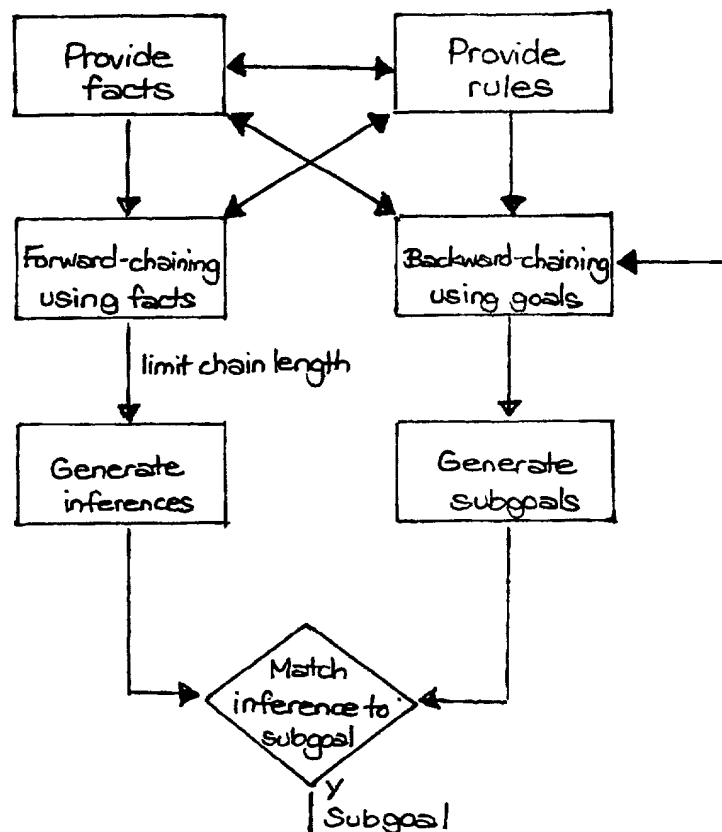 Provide
facts
Provide
rules
Forward-chaining
using facts
Backward-chaining
using goals
limit chain length
Generate
inferences
Generate
subgoals
Match
inference to
subgoal
Y
Subgoal